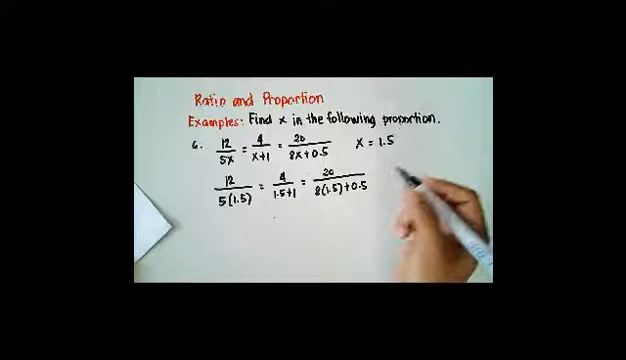 Ratio and Proportion
Examples: Find x in the following proportion.
6. 12/5x = 4/x+1 = 20/8x+0.5 x = 1.5
12/5(1.5) = 4/1.5+1 = 20/8(1.5)+0.5